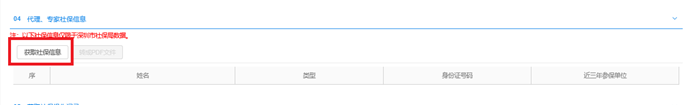 04 代理、专家社保信息
注：以下社保信息仅限于深圳市社保局数据。
获取社保信息
序 姓名 类型 身份证号码 近三年参保单位